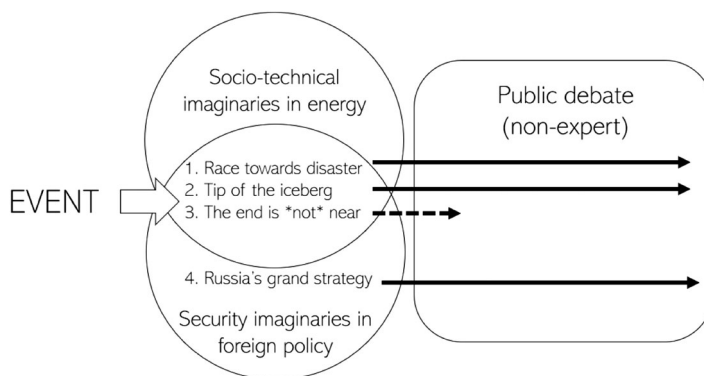 Socio-technical
imaginaries in energy
Public debate
(non-expert)
EVENT
1. Race towards disaster
2. Tip of the iceberg
3. The end is *not* near
4. Russia's grand strategy
Security imaginaries in
foreign policy